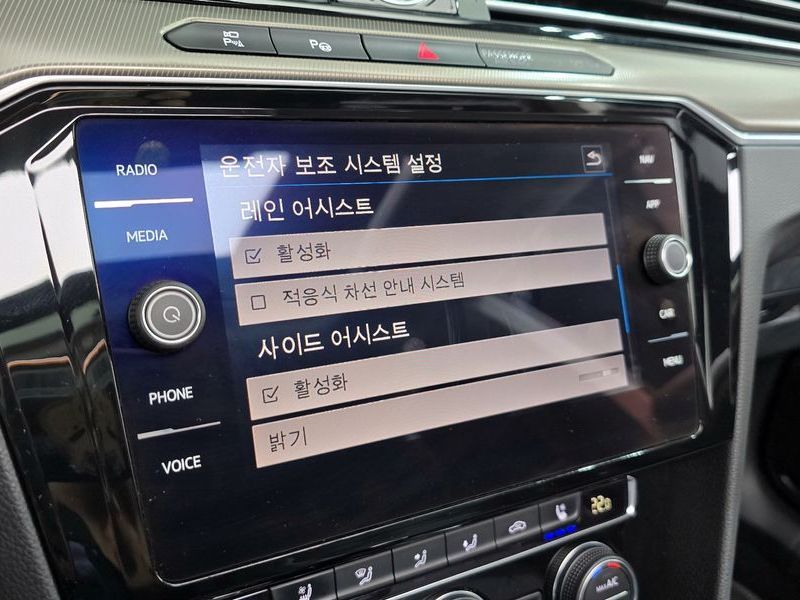 PASSENGER
RADIO
MEDIA
PHONE
VOICE
운전자 보조 시스템 설정
레인 어시스트
활성화
적응식 차선 안내 시스템
사이드 어시스트
활성화
밝기
NAV
APP
CAR
MENU
MAX A/C